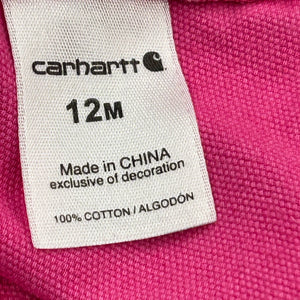 carhartt
12M
Made in CHINA
exclusive of decoration
100% COTTON / ALGODÓN